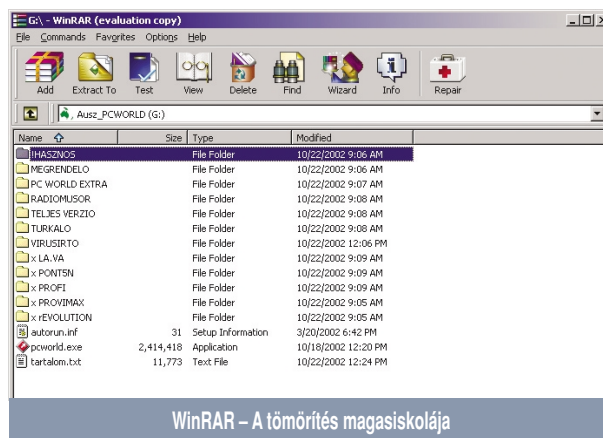 G:\ - WinRAR (evaluation copy)
File Commands Favorites Options Help
Add Extract To Test View Delete Find Wizard Info Repair
, Ausz_PCWORLD (G:)
Name Size Type Modified
!HASZNOS File Folder 10/22/2002 9:06 AM
MEGRENDELO File Folder 10/22/2002 9:06 AM
PC WORLD EXTRA File Folder 10/22/2002 9:07 AM
RADIOMUSOR File Folder 10/22/2002 9:08 AM
TELJES VERZIO File Folder 10/22/2002 9:08 AM
TURKALO File Folder 10/22/2002 9:08 AM
VIRUSIRTO File Folder 10/22/2002 12:06 PM
x LA.VA File Folder 10/22/2002 9:09 AM
x PONT5N File Folder 10/22/2002 9:09 AM
x PROFI File Folder 10/22/2002 9:09 AM
x PROVIMAX File Folder 10/22/2002 9:05 AM
x rEVOLUTION File Folder 10/22/2002 9:05 AM
autorun.inf 31 Setup Information 3/20/2002 6:42 PM
pcworld.exe 2,414,418 Application 10/18/2002 12:20 PM
tartalom.txt 11,773 Text File 10/22/2002 12:24 PM
WinRAR – A tömörítés magasiskolája